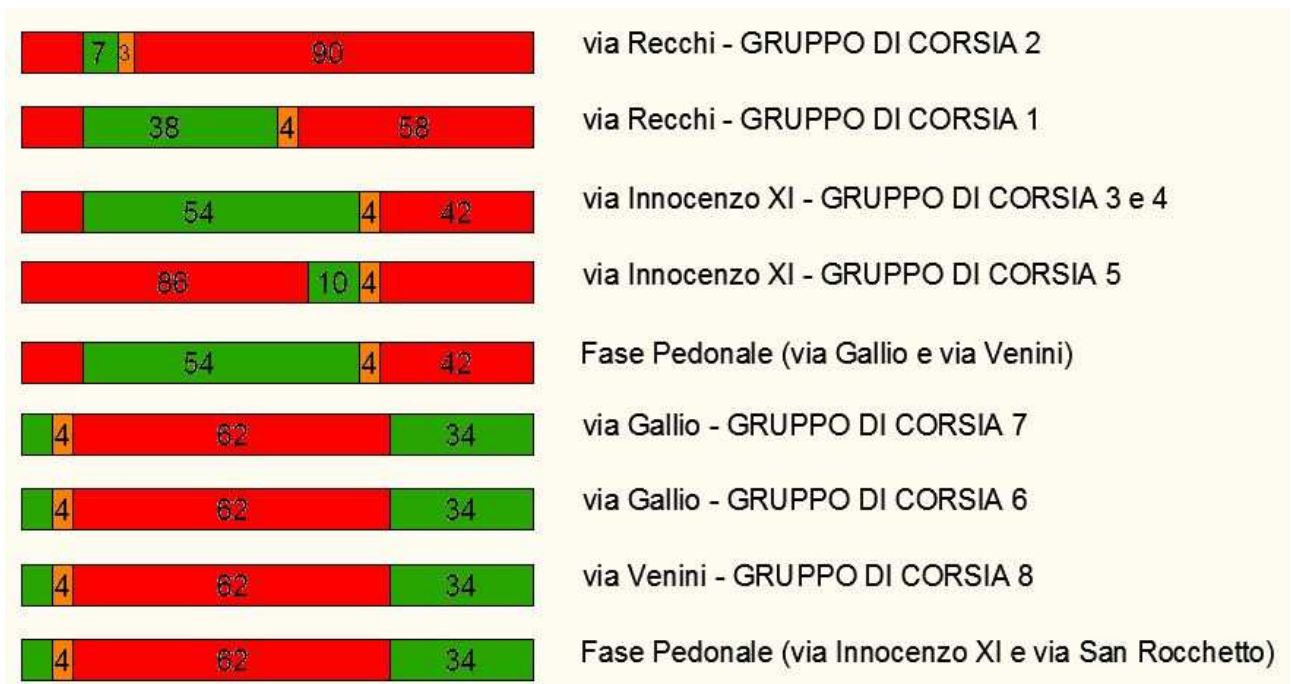 7 3 90 via Recchi - GRUPPO DI CORSIA 2
38 4 58 via Recchi - GRUPPO DI CORSIA 1
54 4 42 via Innocenzo XI - GRUPPO DI CORSIA 3 e 4
86 10 4 via Innocenzo XI - GRUPPO DI CORSIA 5
54 4 42 Fase Pedonale (via Gallio e via Venini)
4 62 34 via Gallio - GRUPPO DI CORSIA 7
4 62 34 via Gallio - GRUPPO DI CORSIA 6
4 62 34 via Venini - GRUPPO DI CORSIA 8
4 62 34 Fase Pedonale (via Innocenzo XI e via San Rocchetto)